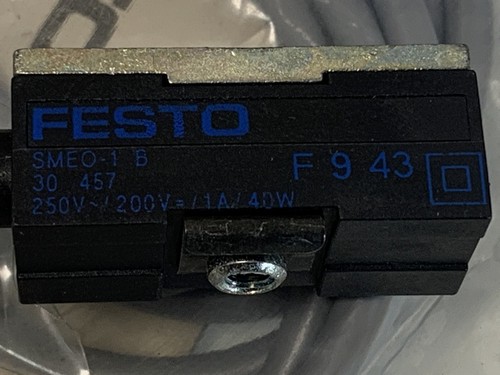 FESTO
SMEO-1 B
30 457
F 9 43
250V~/200V=/1A/40W